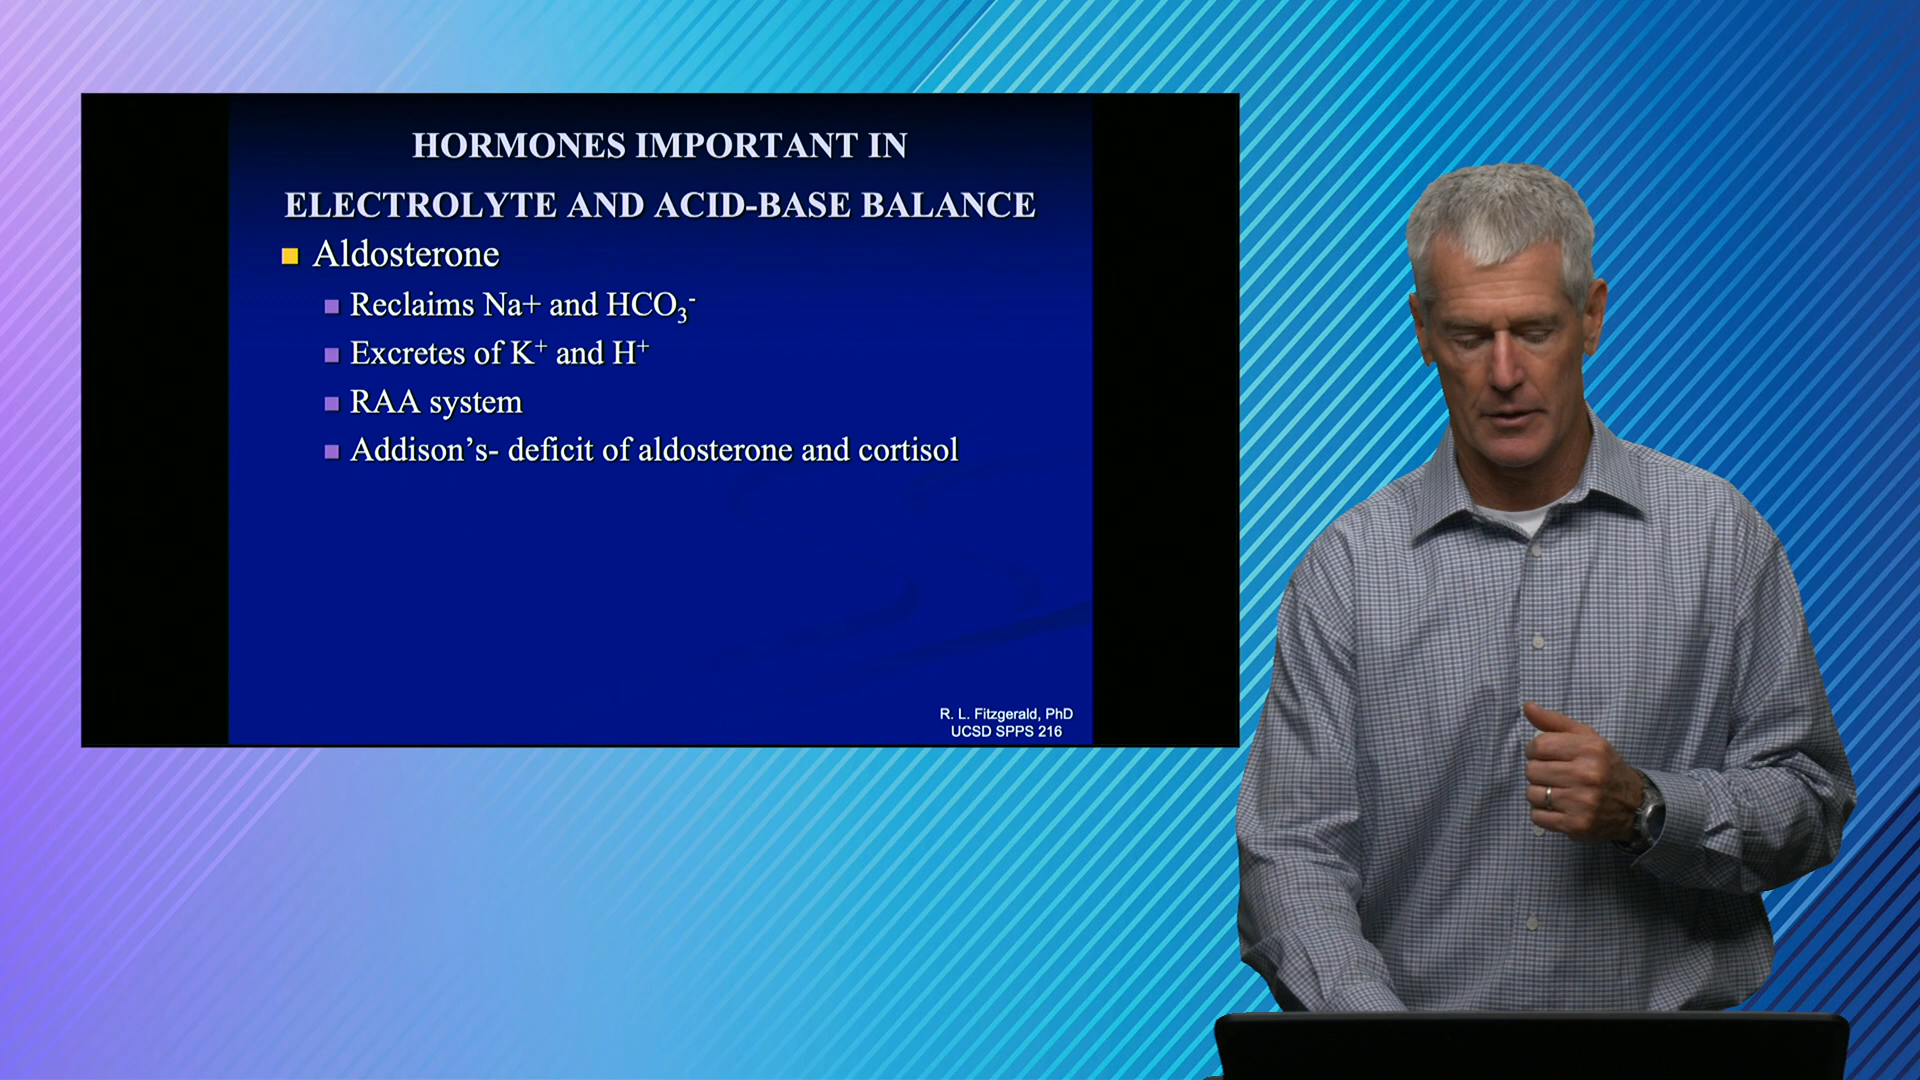 HORMONES IMPORTANT IN
ELECTROLYTE AND ACID-BASE BALANCE
Aldosterone
Reclaims Na+ and HCO₃⁻
Excretes of K⁺ and H⁺
RAA system
Addison's- deficit of aldosterone and cortisol
R. L. Fitzgerald, PhD
UCSD SPPS 216